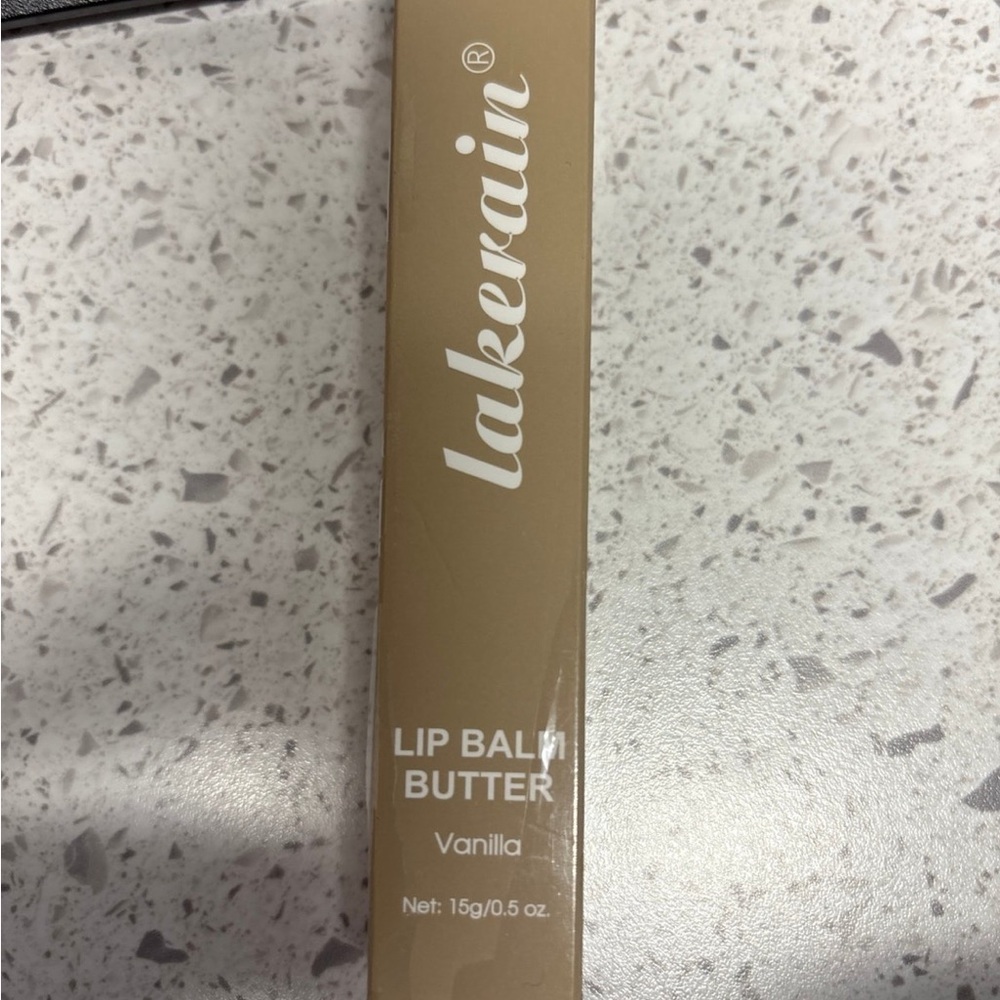 lakerain®
LIP BALM
BUTTER
Vanilla
Net: 15g/0.5 oz.